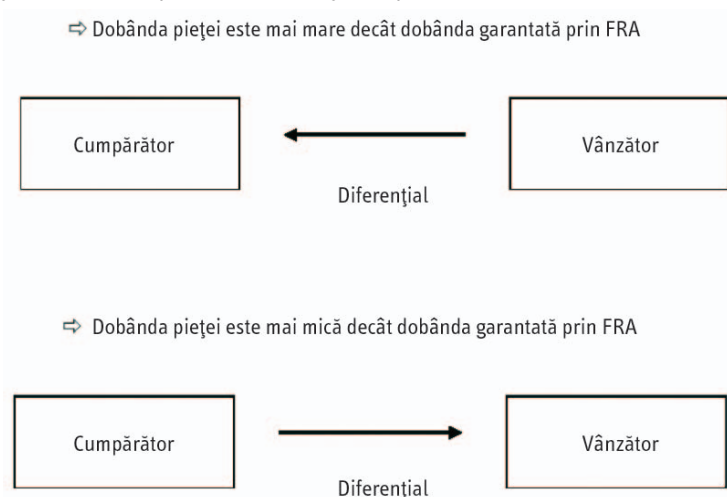 ⇨ Dobânda pieţei este mai mare decât dobânda garantată prin FRA
Cumpărător
Vânzător
Diferenţial
⇨ Dobânda pieţei este mai mică decât dobânda garantată prin FRA
Cumpărător
Vânzător
Diferenţial